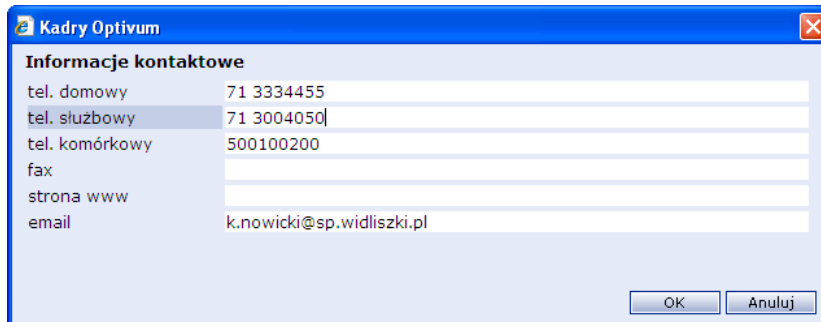 Kadry Optivum
Informacje kontaktowe
tel. domowy 71 3334455
tel. służbowy 71 3004050
tel. komórkowy 500100200
fax
strona www
email k.nowicki@sp.widliszki.pl
OK Anuluj